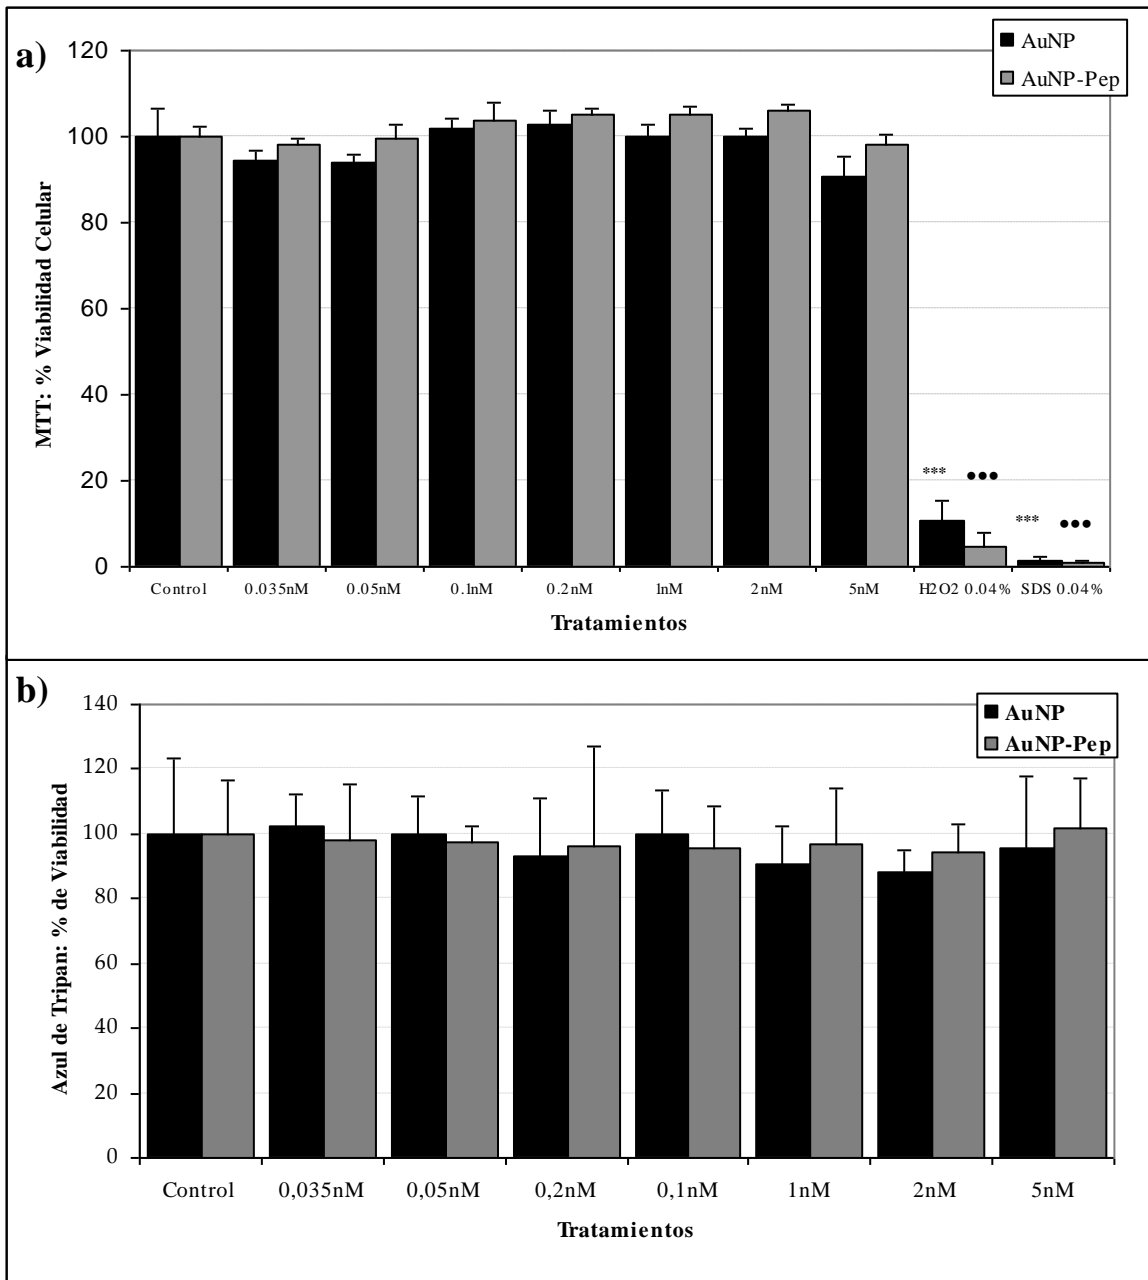 a)
AuNP
AuNP-Pep
MTT: % Viabilidad Celular
120
100
80
60
40
20
0
*** ●●● *** ●●●
Control 0.035nM 0.05nM 0.1nM 0.2nM 1nM 2nM 5nM H2O2 0.04% SDS 0.04%
Tratamientos
b)
AuNP
AuNP-Pep
Azul de Tripan: % de Viabilidad
140
120
100
80
60
40
20
0
Control 0,035nM 0,05nM 0,2nM 0,1nM 1nM 2nM 5nM
Tratamientos